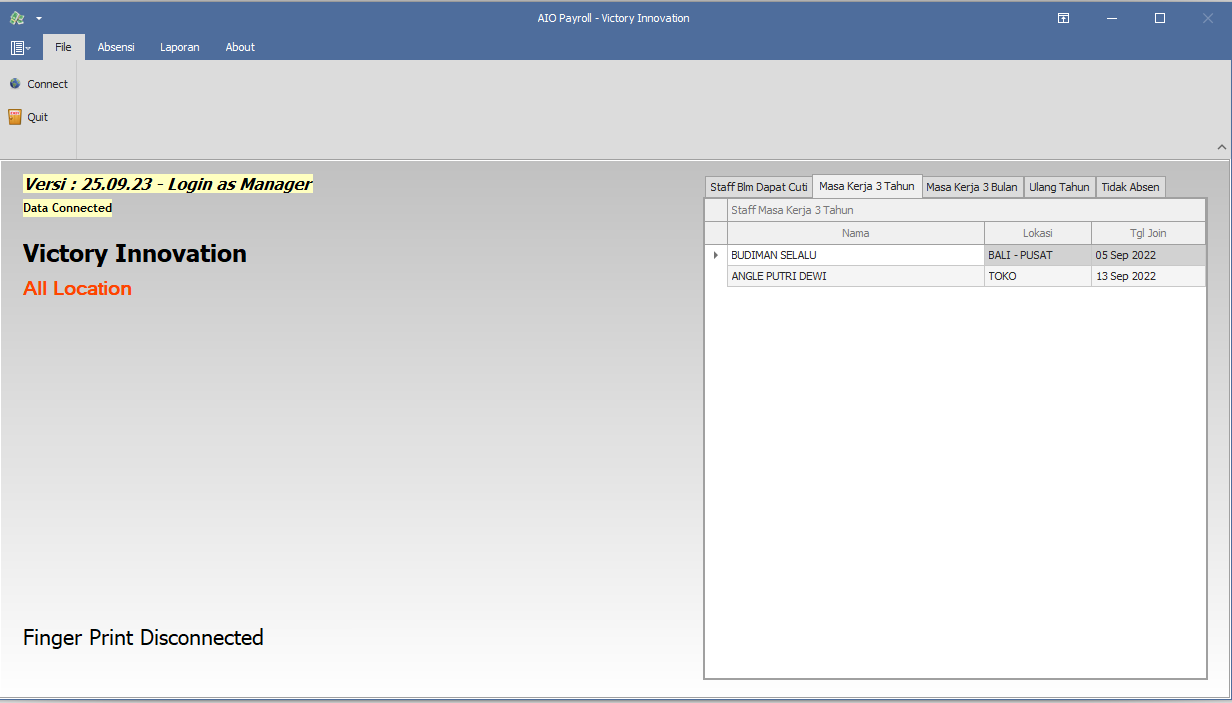 AIO Payroll - Victory Innovation
File Absensi Laporan About
Connect
Quit
Versi : 25.09.23 - Login as Manager
Data Connected
Victory Innovation
All Location
Finger Print Disconnected
Staff Blm Dapat Cuti Masa Kerja 3 Tahun Masa Kerja 3 Bulan Ulang Tahun Tidak Absen
Staff Masa Kerja 3 Tahun
Nama Lokasi Tgl Join
BUDIMAN SELALU BALI - PUSAT 05 Sep 2022
ANGLE PUTRI DEWI TOKO 13 Sep 2022